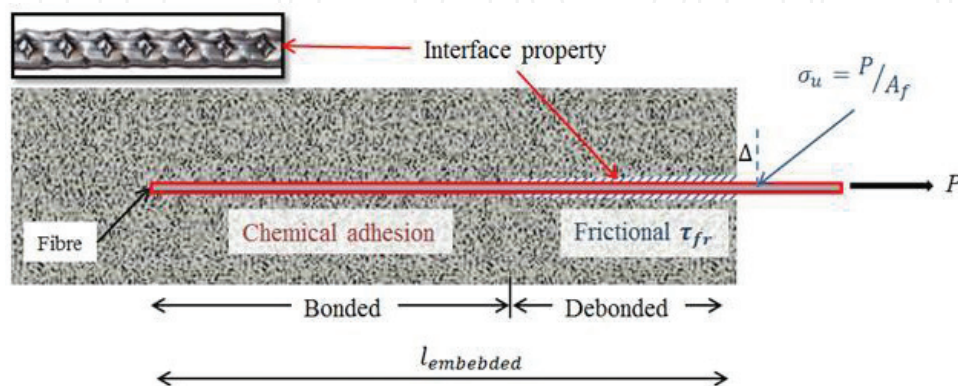 Interface property
σ_u = P/A_f
Δ
P
Fibre
Chemical adhesion
Frictional τ_fr
Bonded
Debonded
l_embebded